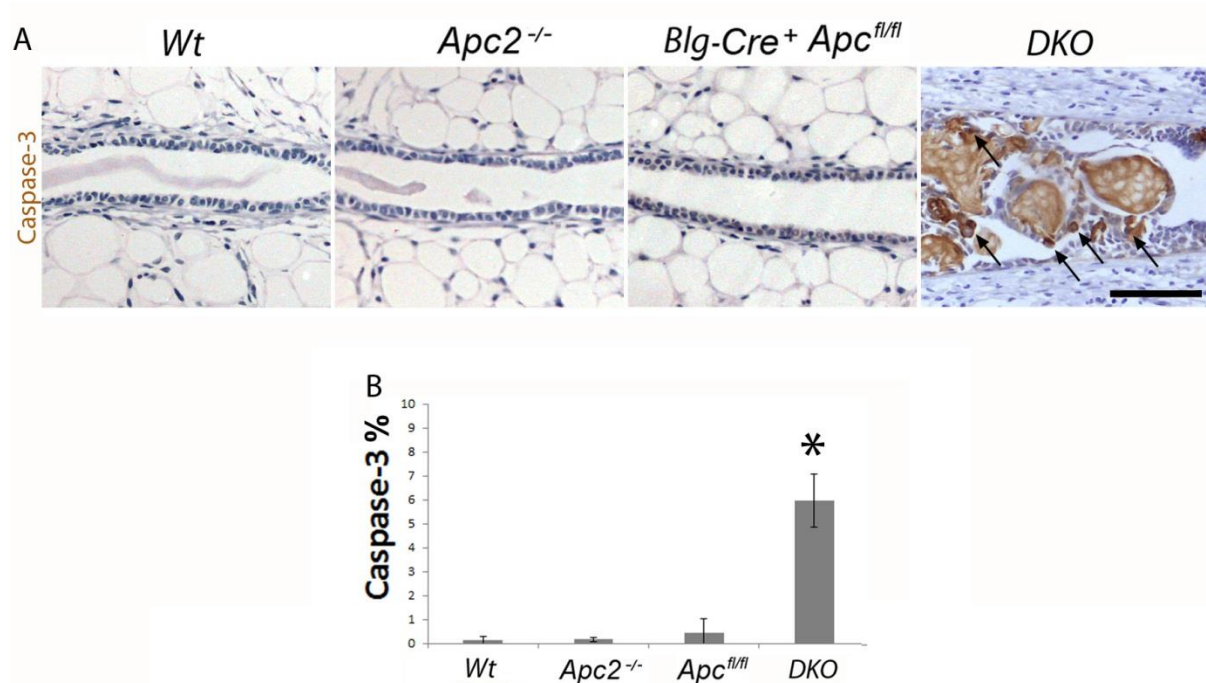 A
Wt
Apc2-/-
Blg-Cre+ Apcfl/fl
DKO
Caspase-3
B
Caspase-3 %
10
9
8
7
6
5
4
3
2
1
0
*
Wt
Apc2-/-
Apcfl/fl
DKO